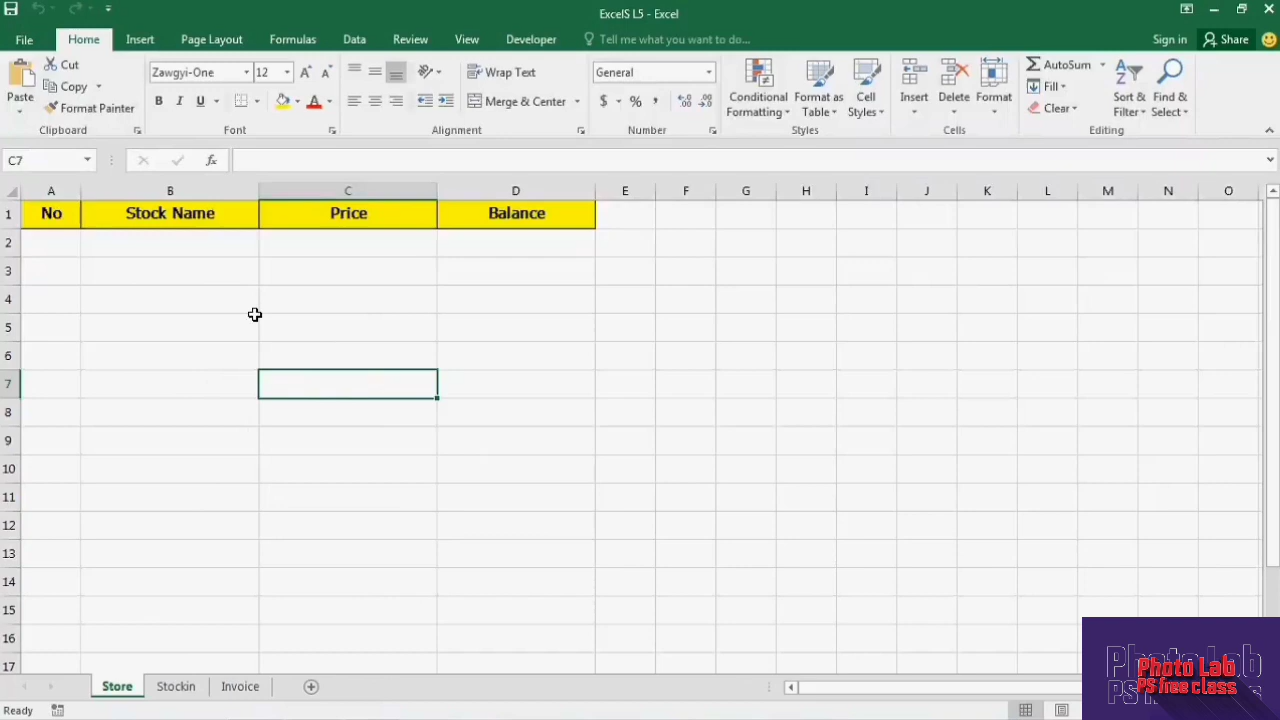 ExcelS L5 - Excel
File Home Insert Page Layout Formulas Data Review View Developer Tell me what you want to do... Sign in Share
Cut
Copy
Format Painter
Paste
Clipboard
Zawgyi-One 12
B I U
Font
Wrap Text
Merge & Center
Alignment
General
$ % ,
Number
Conditional Formatting
Format as Table
Cell Styles
Styles
Insert
Delete
Format
Cells
AutoSum
Fill
Clear
Sort & Filter
Find & Select
Editing
C7 fx
A B C D E F G H I J K L M N O
1 No Stock Name Price Balance
2
3
4
5
6
7
8
9
10
11
12
13
14
15
16
17
Photo Lab
PS free class
Store Stockin Invoice
Ready